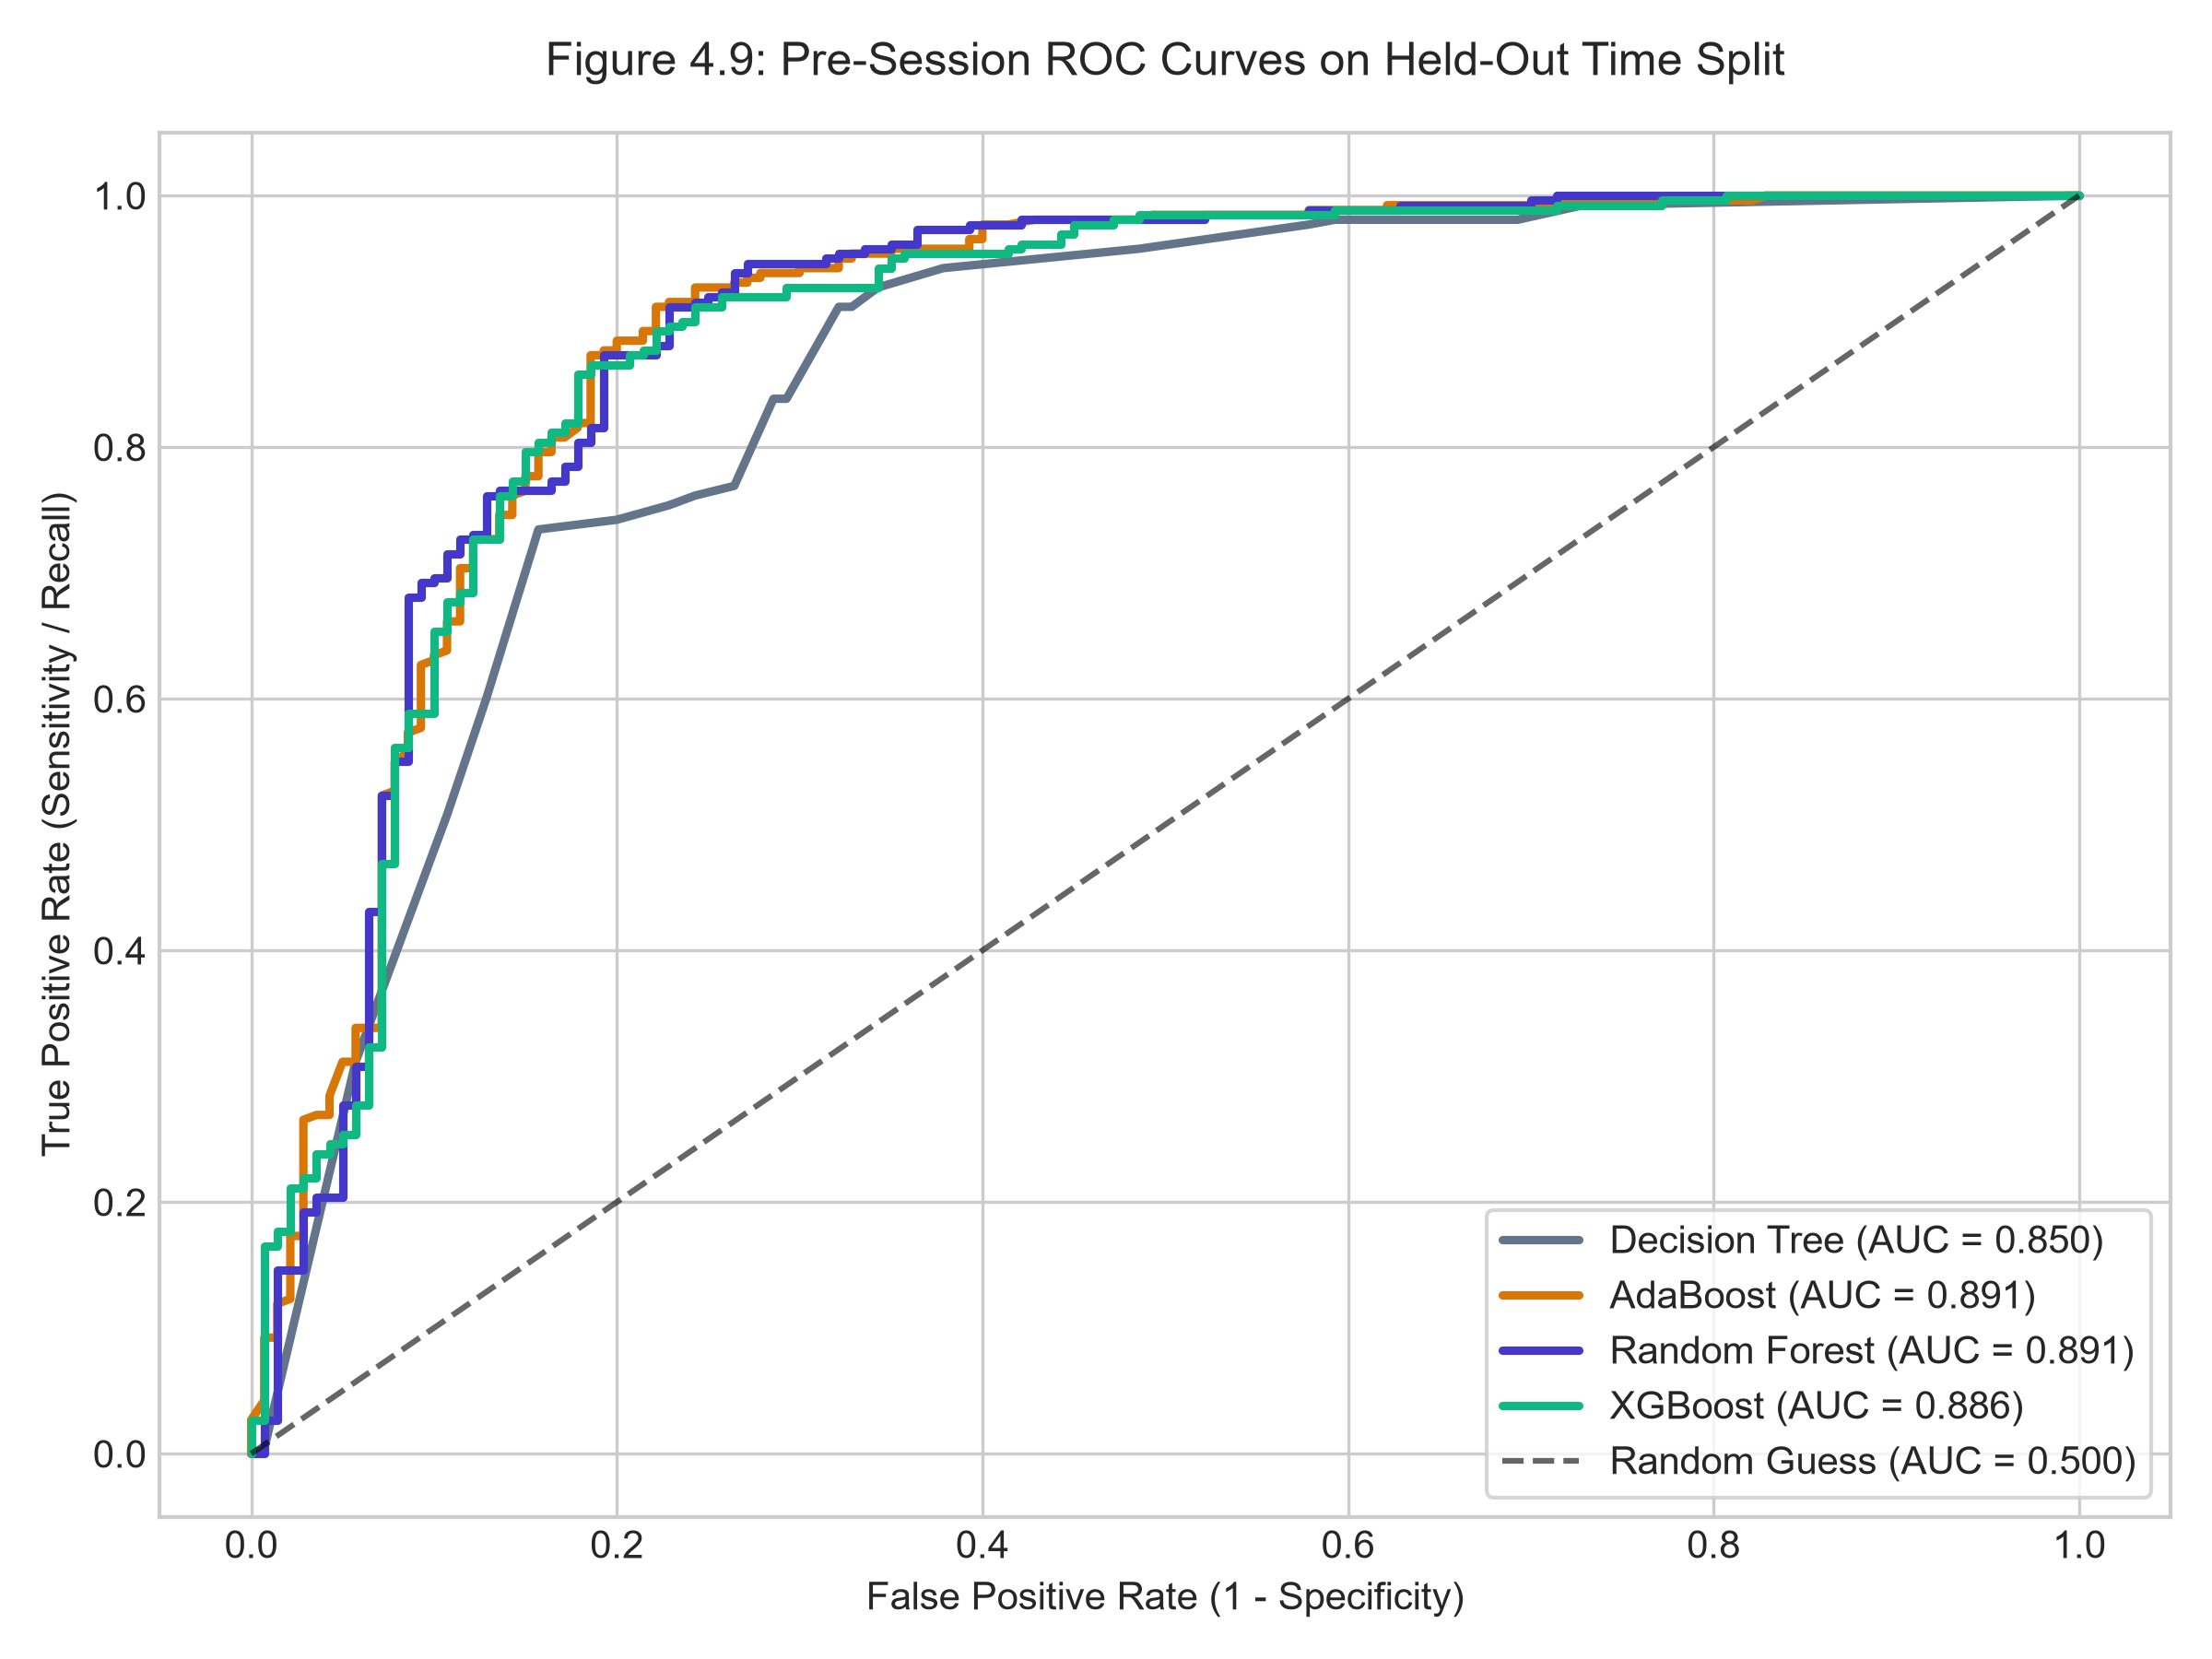 Figure 4.9: Pre-Session ROC Curves on Held-Out Time Split
True Positive Rate (Sensitivity / Recall)
1.0
0.8
0.6
0.4
0.2
0.0
Decision Tree (AUC = 0.850)
AdaBoost (AUC = 0.891)
Random Forest (AUC = 0.891)
XGBoost (AUC = 0.886)
Random Guess (AUC = 0.500)
0.0 0.2 0.4 0.6 0.8 1.0
False Positive Rate (1 - Specificity)